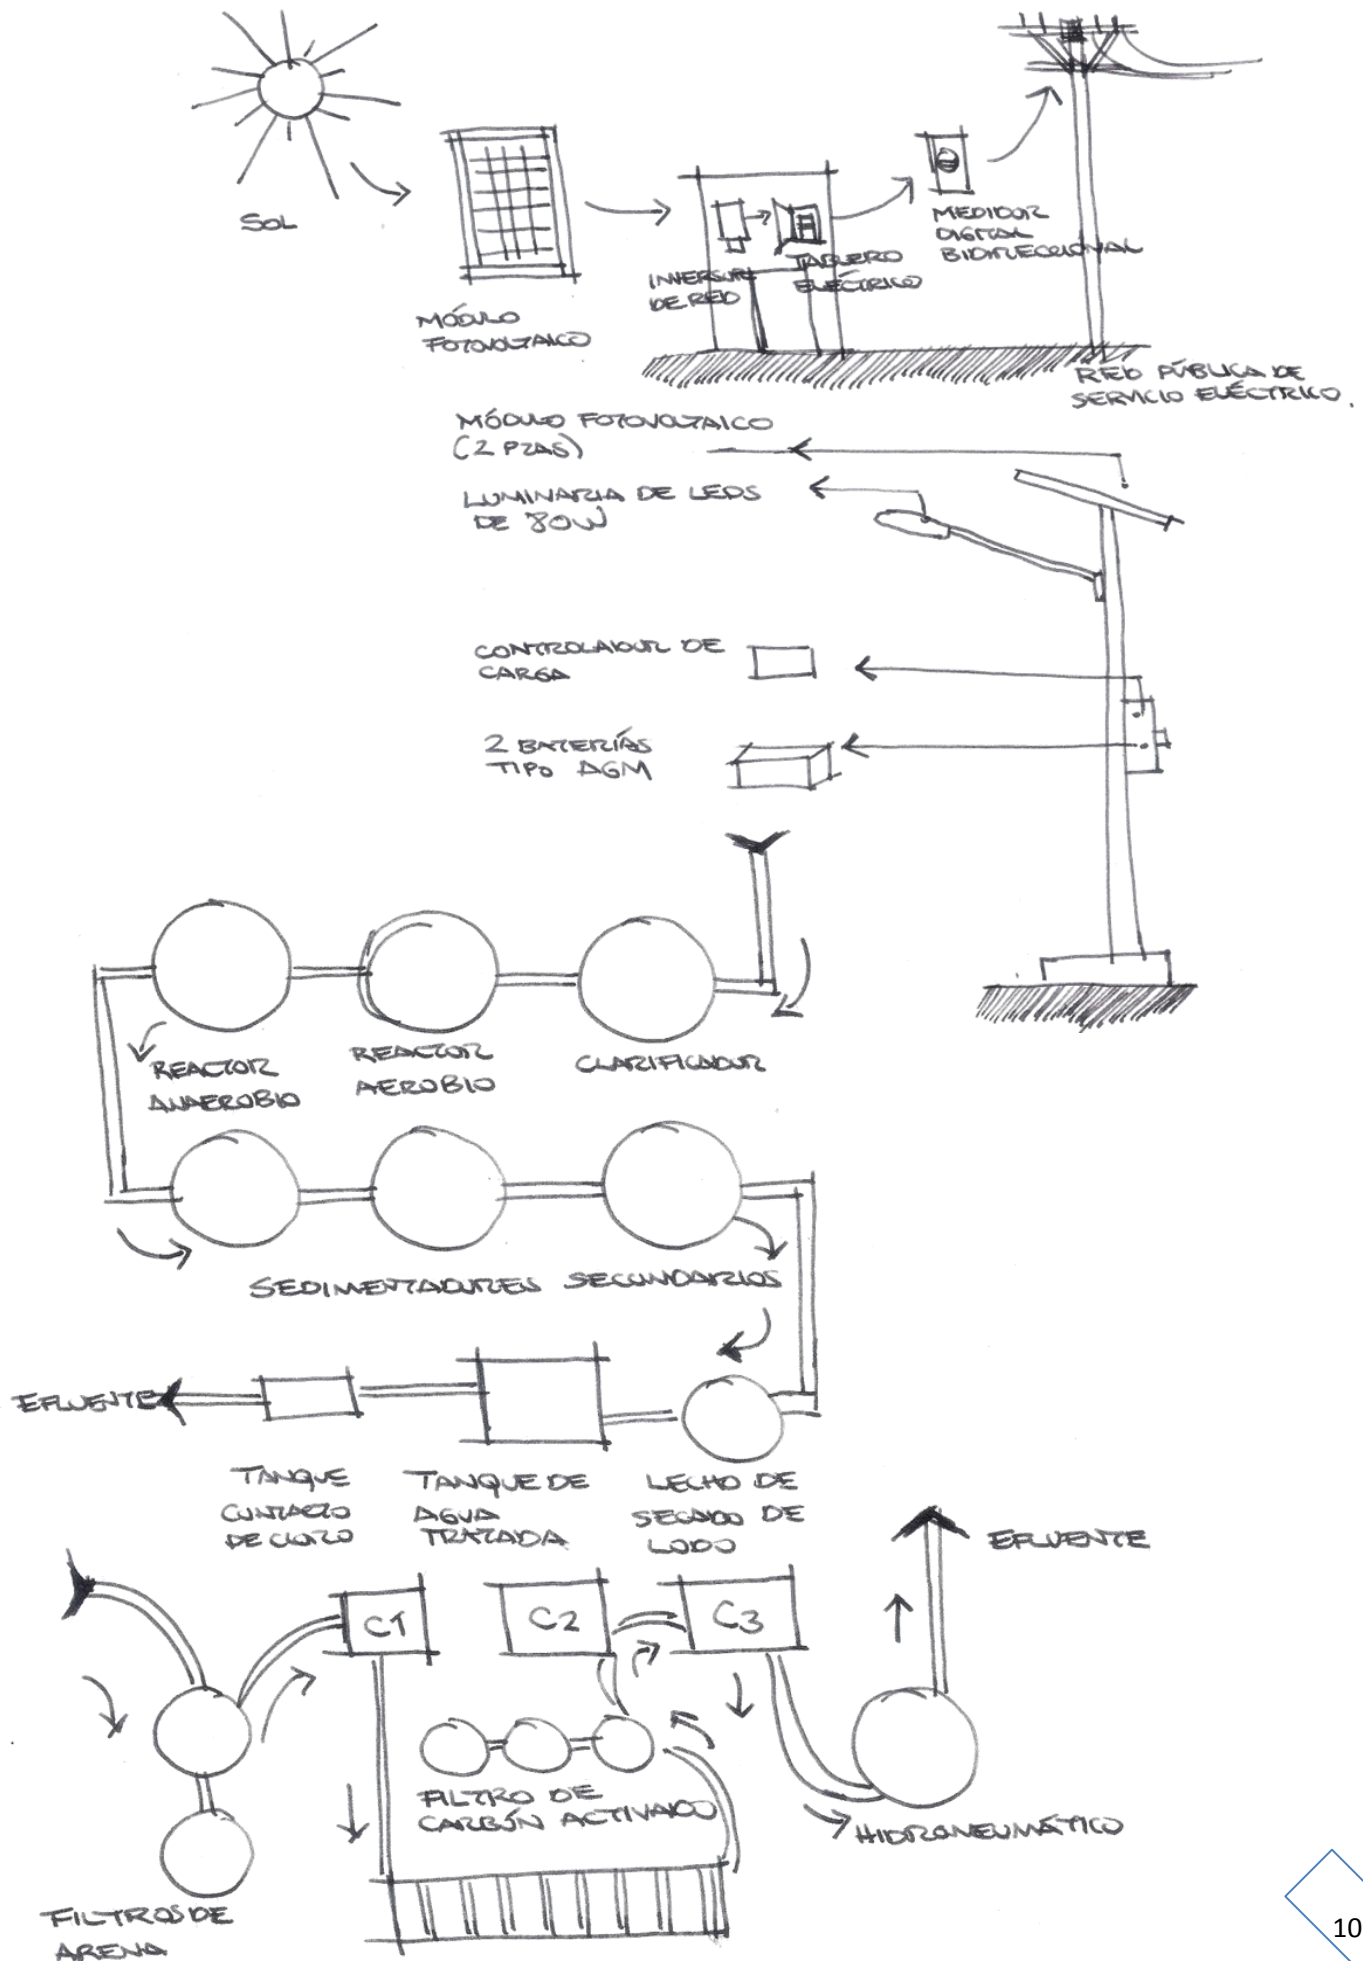 SOL
MÓDULO
FOTOVOLTAICO
INVERSOR
DE RED
TABLERO
ELÉCTRICO
MEDIDOR
DIGITAL
BIDIRECCIONAL
RED PÚBLICA DE
SERVICIO ELÉCTRICO.
MÓDULO FOTOVOLTAICO
(2 PZAS)
LUMINARIA DE LEDS
DE 80W
CONTROLADOR DE
CARGA
2 BATERÍAS
TIPO AGM
REACTOR
ANAEROBIO
REACTOR
AEROBIO
CLARIFICADOR
SEDIMENTADORES SECUNDARIOS
EFLUENTE
TANQUE
CONTACTO
DE CLORO
TANQUE DE
AGUA
TRATADA
LECHO DE
SECADO DE
LODO
EFLUENTE
C1
C2
C3
FILTRO DE
CARBÓN ACTIVADO
HIDRONEUMÁTICO
FILTROS DE
ARENA
10